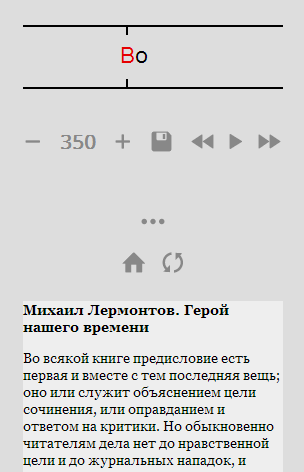 Во
350
Михаил Лермонтов. Герой
нашего времени
Во всякой книге предисловие есть
первая и вместе с тем последняя вещь;
оно или служит объяснением цели
сочинения, или оправданием и
ответом на критики. Но обыкновенно
читателям дела нет до нравственной
цели и до журнальных нападок, и